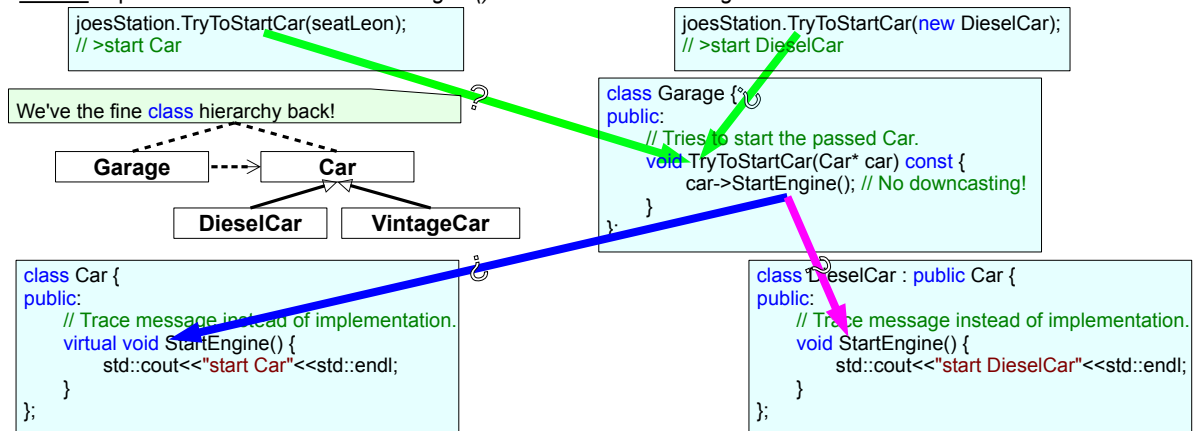 joesStation.TryToStartCar(seatLeon);
// >start Car
joesStation.TryToStartCar(new DieselCar);
// >start DieselCar
We've the fine class hierarchy back!
Garage
Car
DieselCar
VintageCar
class Garage {
public:
// Tries to start the passed Car.
void TryToStartCar(Car* car) const {
car->StartEngine(); // No downcasting!
}
};
class Car {
public:
// Trace message instead of implementation.
virtual void StartEngine() {
std::cout<<"start Car"<<std::endl;
}
};
class DieselCar : public Car {
public:
// Trace message instead of implementation.
void StartEngine() {
std::cout<<"start DieselCar"<<std::endl;
}
};